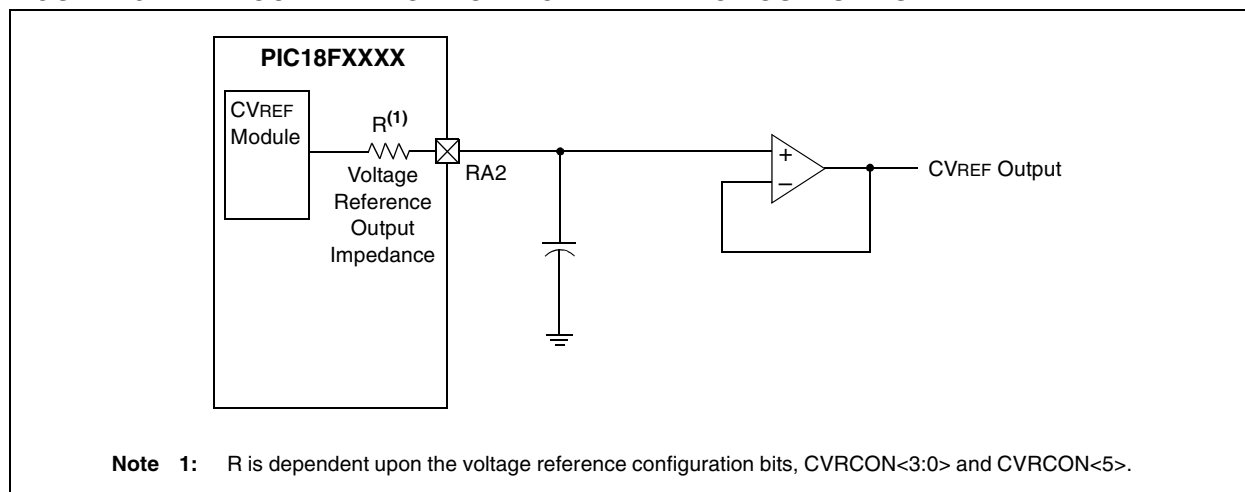 PIC18FXXXX
CVREF
Module
R(1)
Voltage
Reference
Output
Impedance
RA2
+
–
CVREF Output
Note 1: R is dependent upon the voltage reference configuration bits, CVRCON<3:0> and CVRCON<5>.